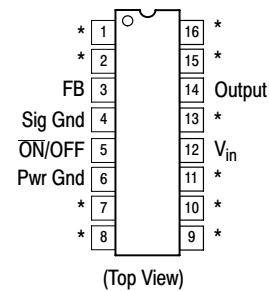 * 1 16 *
* 2 15 *
FB 3 14 Output
Sig Gnd 4 13 *
O̅N̅/OFF 5 12 Vin
Pwr Gnd 6 11 *
* 7 10 *
* 8 9 *
(Top View)